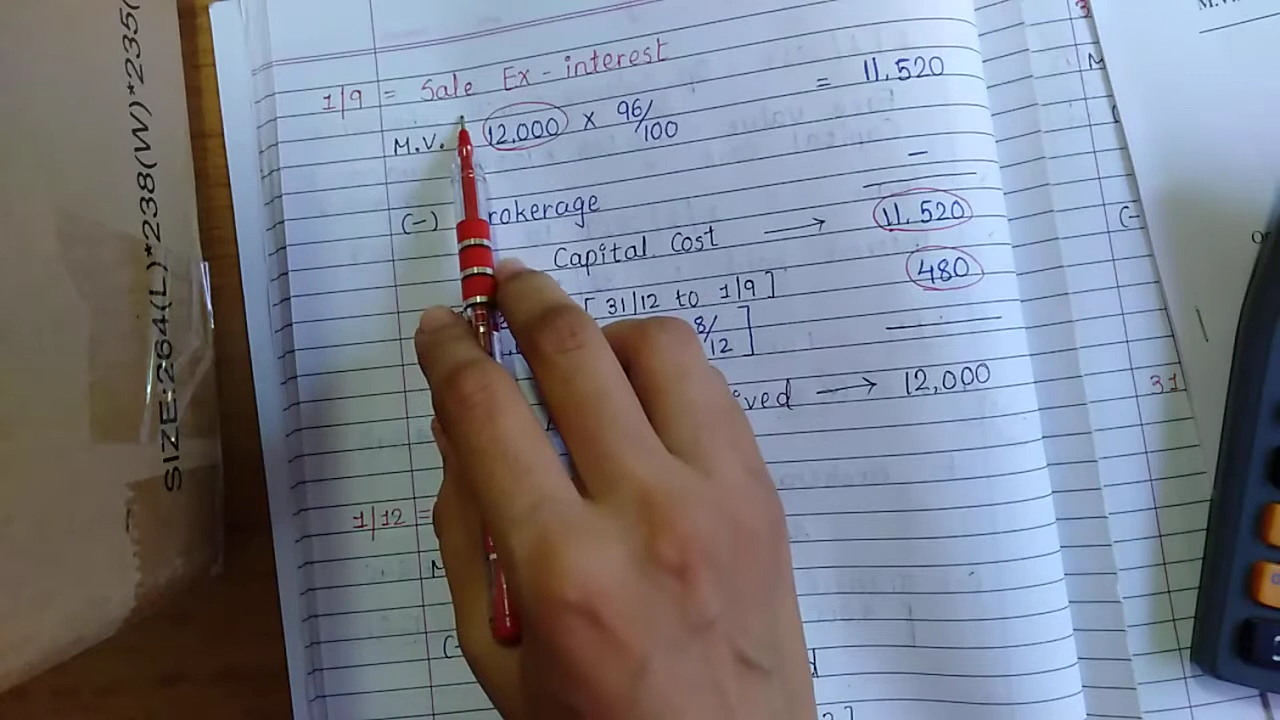 SIZE:264(L)*238(W)*235(
1/9 = Sale Ex - interest
M.V. 12,000 x 96/100 = 11,520
(-) rokerage -
Capital Cost → 11,520
[ 31/12 to 1/9 ] 480
8/12 ]
ived → 12,000
1/12 =
(-
31